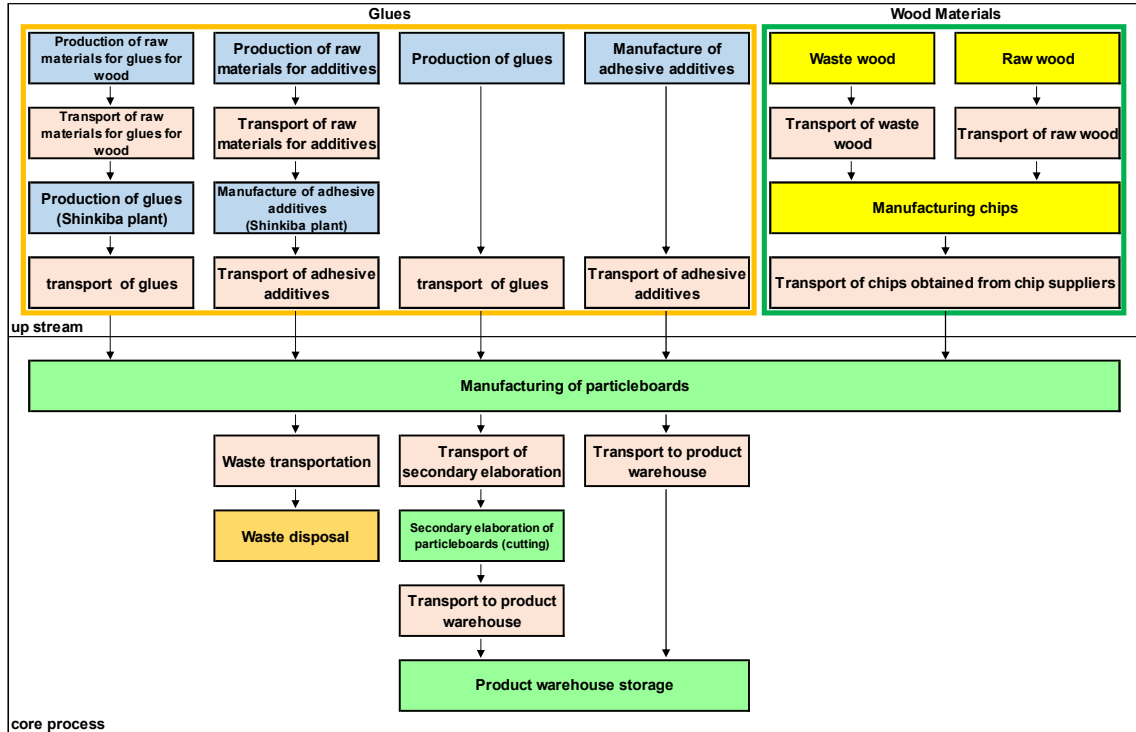 Glues
Wood Materials
Production of raw
materials for glues for
wood
Production of raw
materials for additives
Production of glues
Manufacture of
adhesive additives
Waste wood
Raw wood
Transport of raw
materials for glues for
wood
Transport of raw
materials for additives
Transport of waste
wood
Transport of raw wood
Production of glues
(Shinkiba plant)
Manufacture of adhesive
additives
(Shinkiba plant)
Manufacturing chips
transport of glues
Transport of adhesive
additives
transport of glues
Transport of adhesive
additives
Transport of chips obtained from chip suppliers
up stream
Manufacturing of particleboards
Waste transportation
Transport of
secondary elaboration
Transport to product
warehouse
Waste disposal
Secondary elaboration of
particleboards (cutting)
Transport to product
warehouse
Product warehouse storage
core process